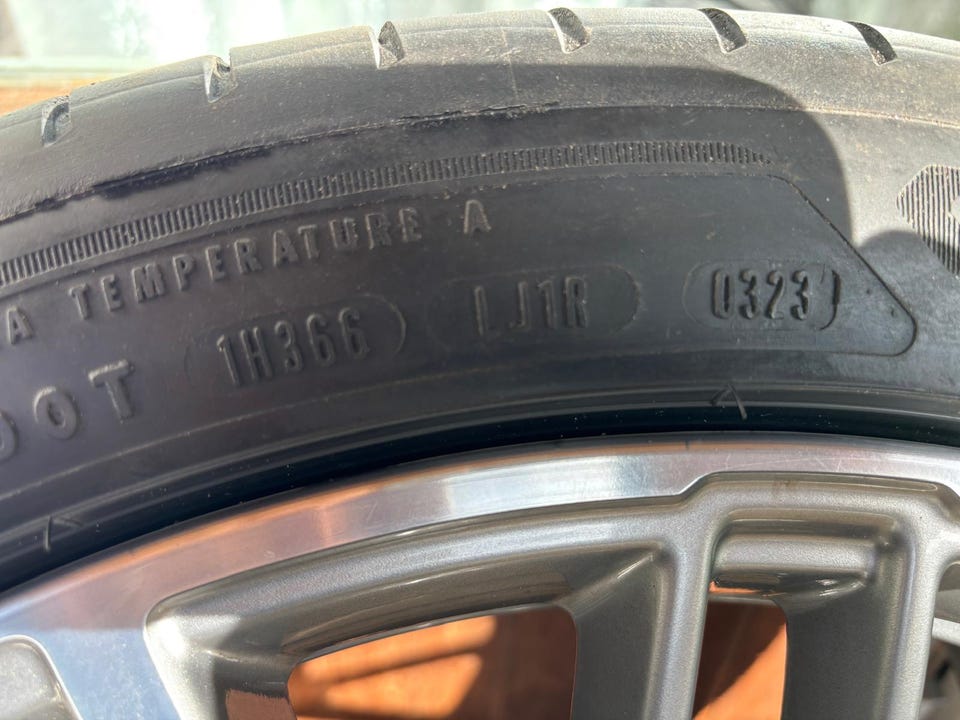 A TEMPERATURE A
DOT 1H366 LJ1R 0323